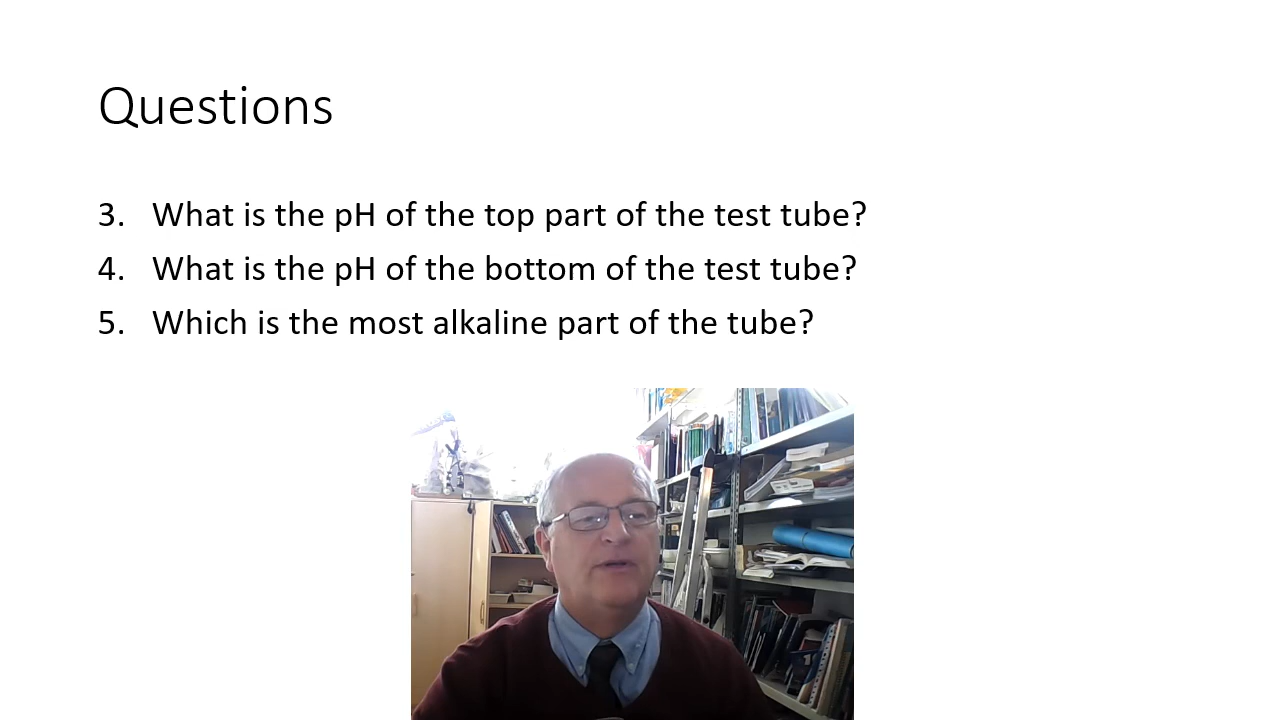 Questions
3. What is the pH of the top part of the test tube?
4. What is the pH of the bottom of the test tube?
5. Which is the most alkaline part of the tube?